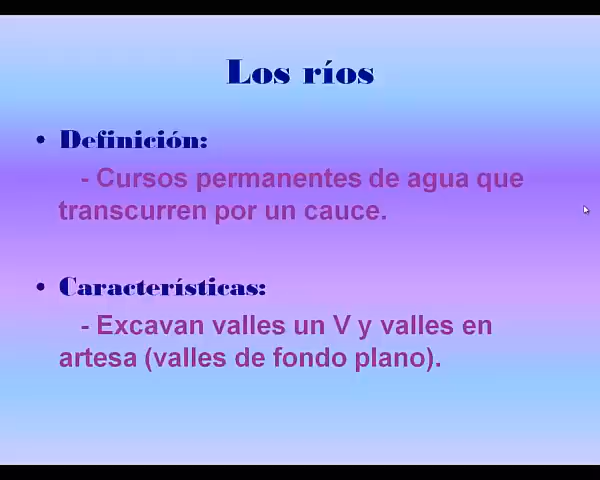 Los ríos
• Definición:
- Cursos permanentes de agua que
transcurren por un cauce.
• Características:
- Excavan valles un V y valles en
artesa (valles de fondo plano).